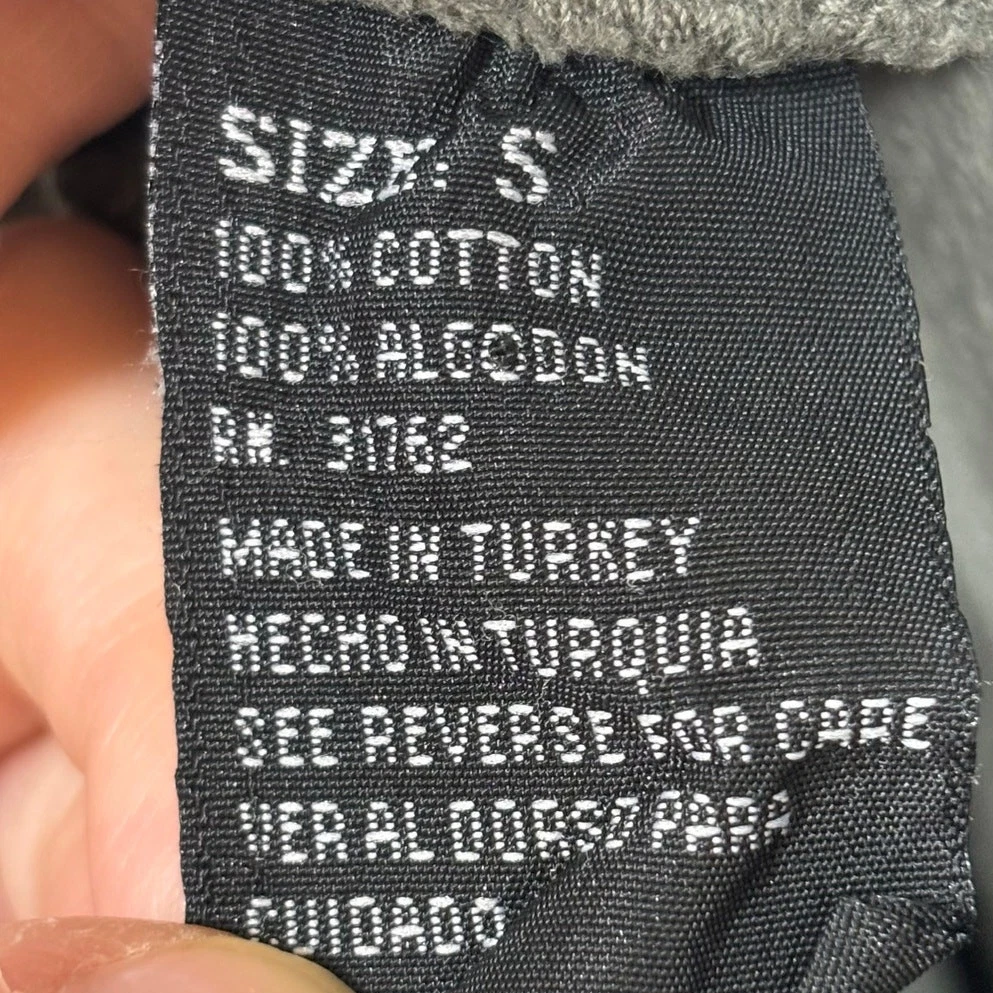 SIZE: S
100% COTTON
100% ALGODON
RN. 31762
MADE IN TURKEY
HECHO IN TURQUIA
SEE REVERSE FOR CARE
VER AL DORSO PARA
CUIDADO